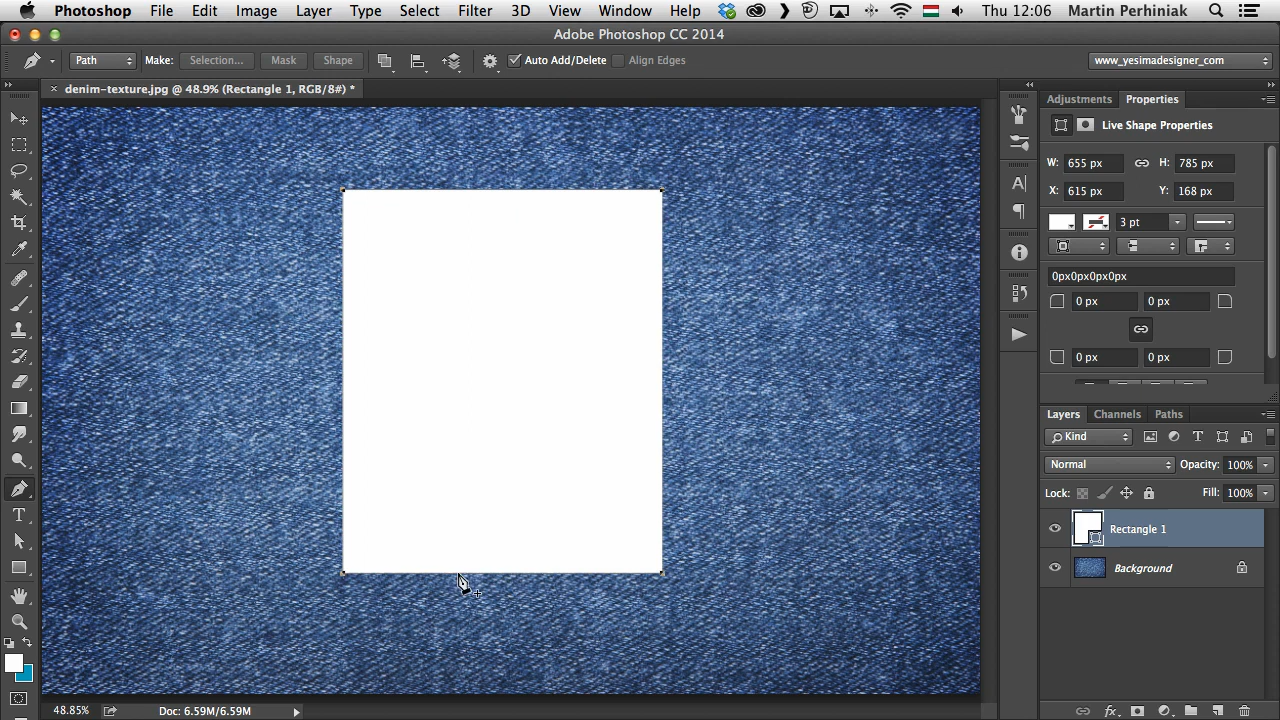 Photoshop File Edit Image Layer Type Select Filter 3D View Window Help Thu 12:06 Martin Perhiniak
Adobe Photoshop CC 2014
Path Make: Selection... Mask Shape Auto Add/Delete Align Edges www_yesimadesigner_com
denim-texture.jpg @ 48.9% (Rectangle 1, RGB/8#) *
Adjustments Properties
Live Shape Properties
W: 655 px H: 785 px
X: 615 px Y: 168 px
3 pt
0px0px0px0px
0 px 0 px
0 px 0 px
Layers Channels Paths
Kind
Normal Opacity: 100%
Lock: Fill: 100%
Rectangle 1
Background
48.85% Doc: 6.59M/6.59M